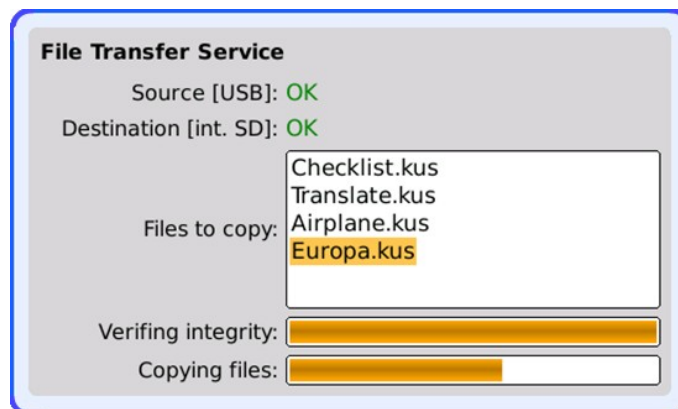 File Transfer Service
Source [USB]: OK
Destination [int. SD]: OK
Files to copy:
Checklist.kus
Translate.kus
Airplane.kus
Europa.kus
Verifing integrity:
Copying files: